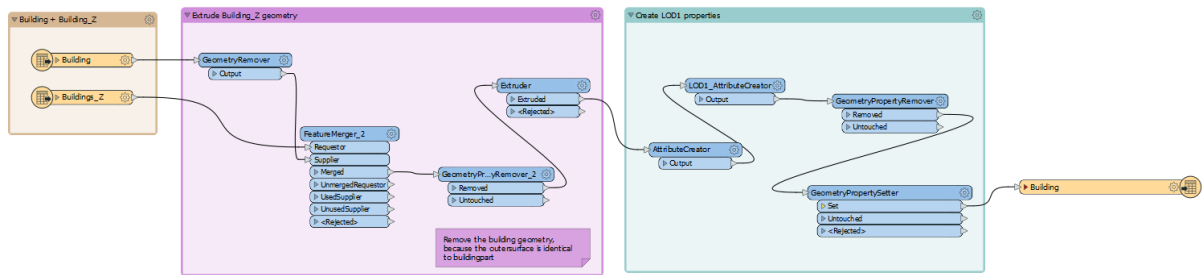 Building + Building_Z
Building
Buildings_Z
Extrude Building_Z geometry
GeometryRemover
Output
FeatureMerger_2
Requestor
Supplier
Merged
UnmergedRequestor
UsedSupplier
UnusedSupplier
<Rejected>
GeometryPr...yRemover_2
Removed
Untouched
Extruder
Extruded
<Rejected>
Remove the building geometry,
because the outersurface is identical
to buildingpart
Create LOD1 properties
AttributeCreator
Output
LOD1_AttributeCreator
Output
GeometryPropertyRemover
Removed
Untouched
GeometryPropertySetter
Set
Untouched
<Rejected>
Building